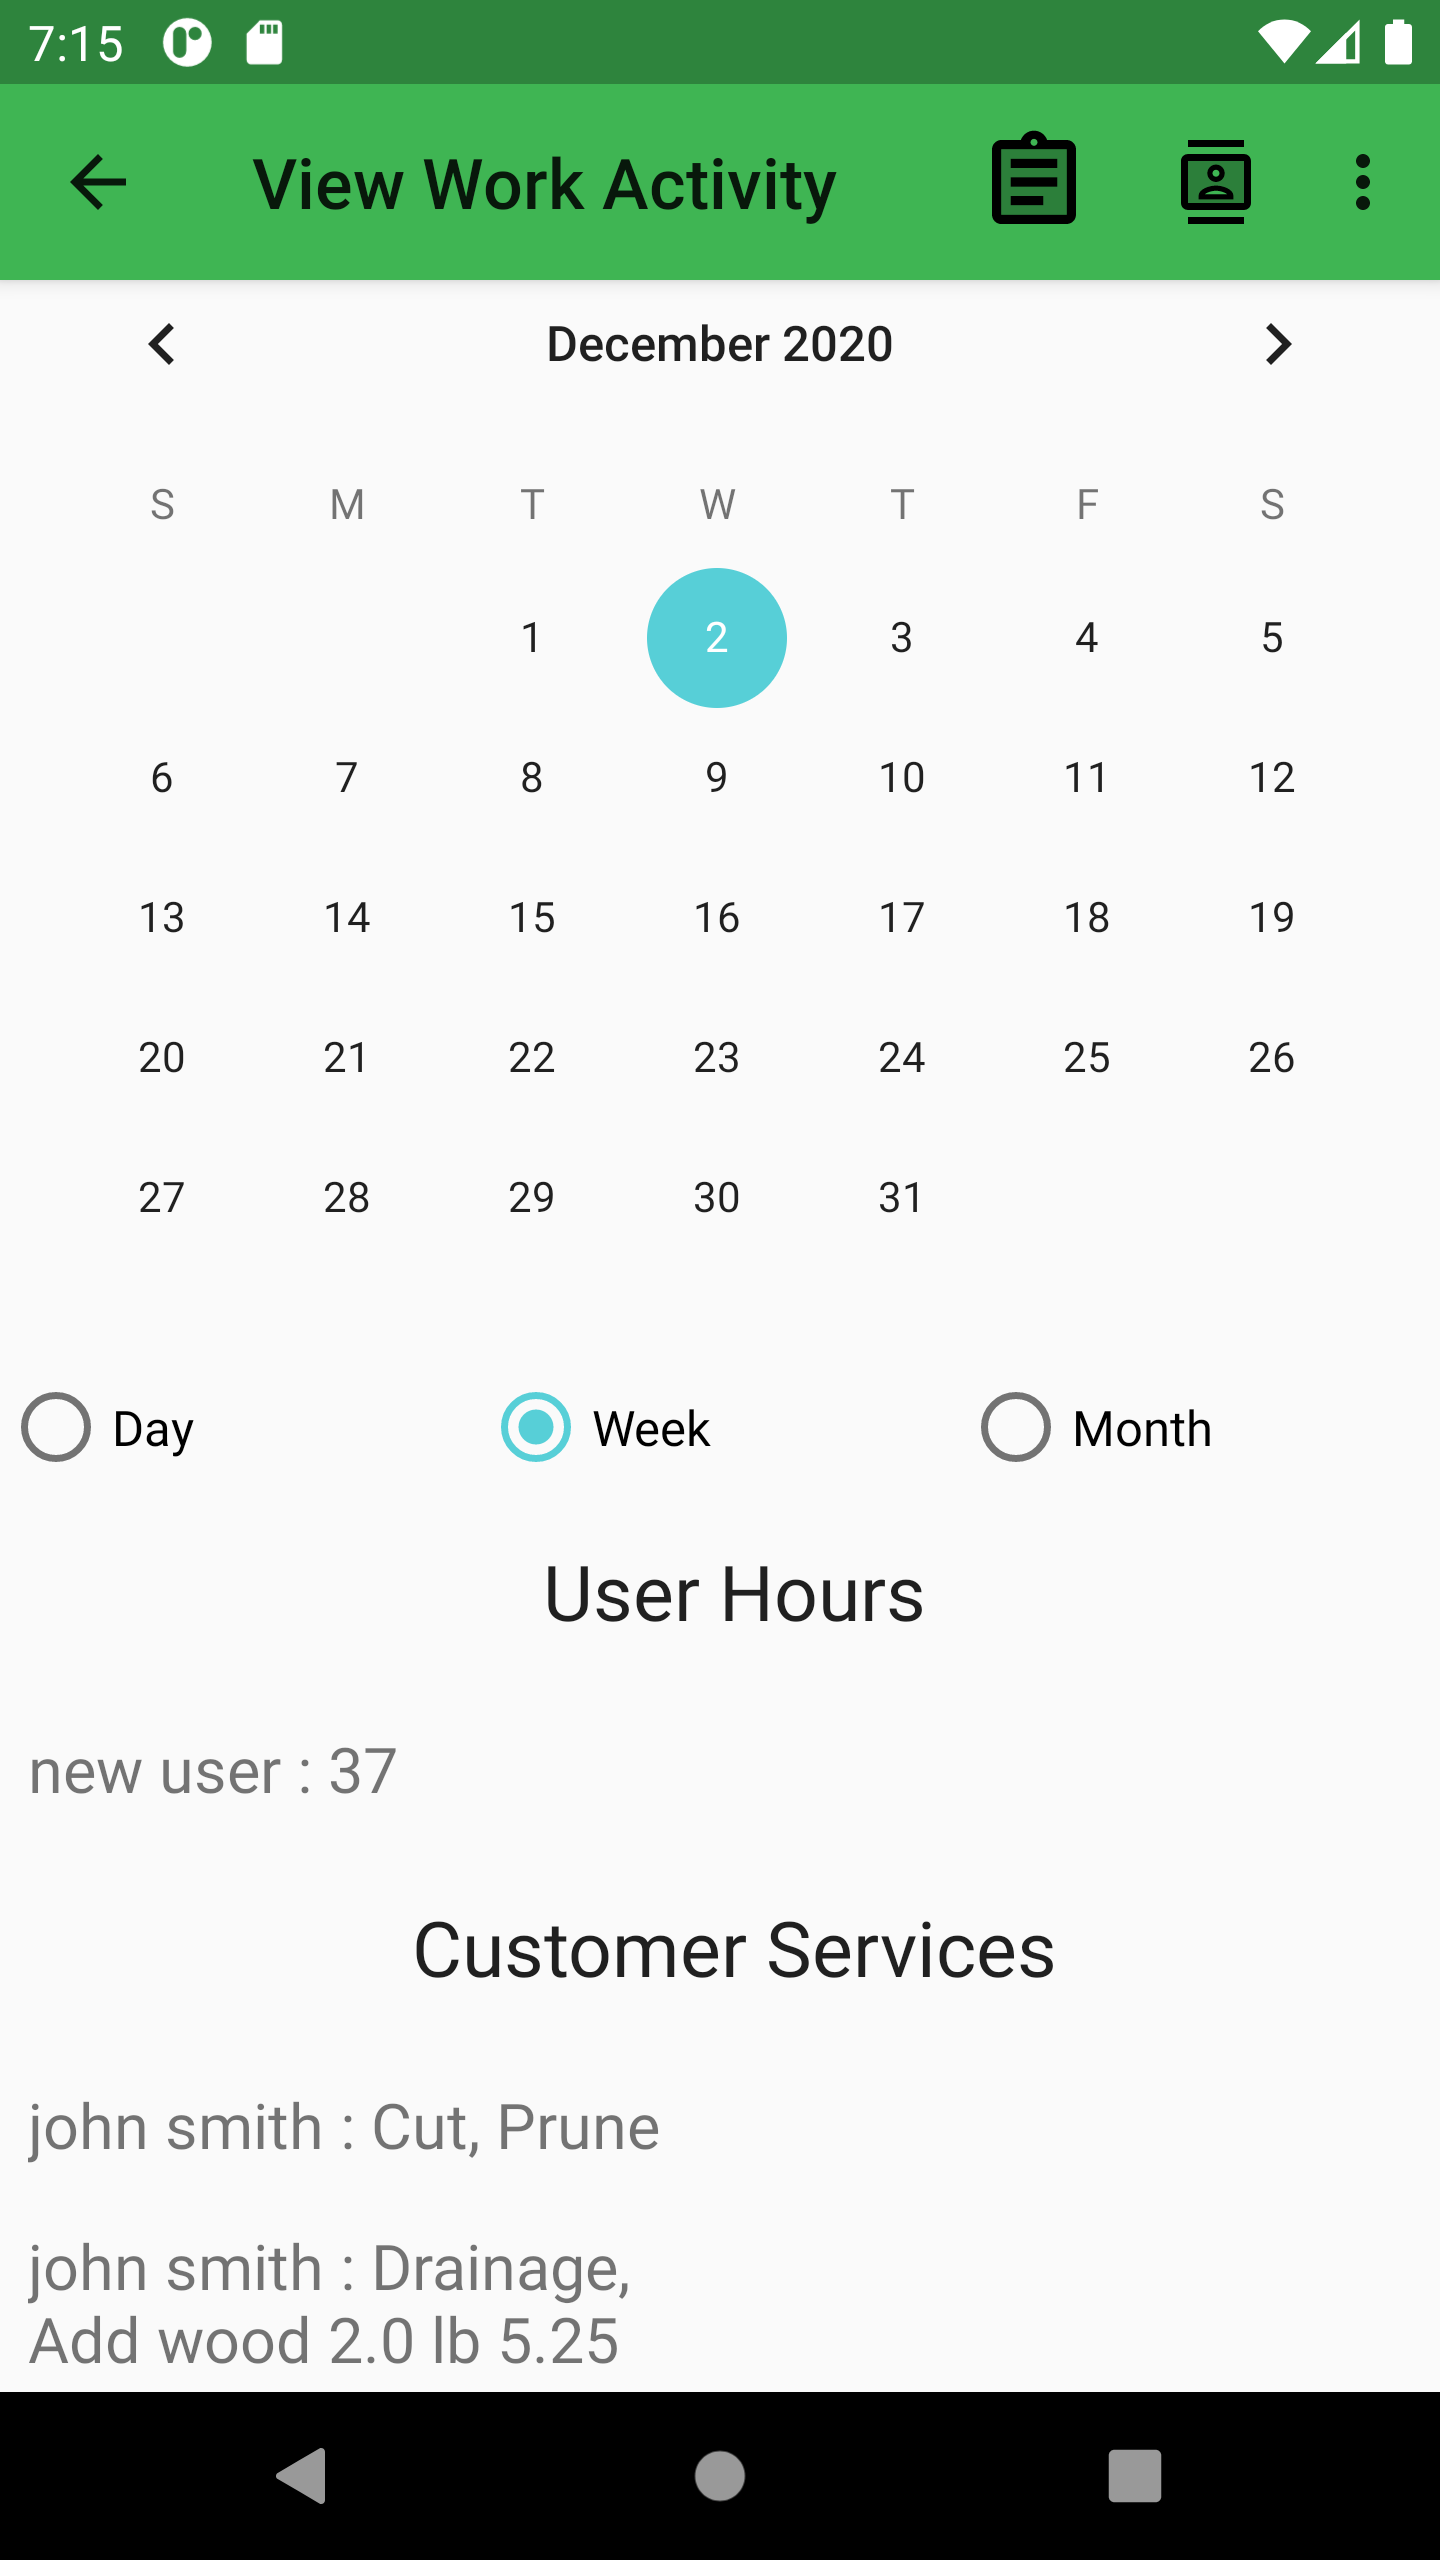 7:15
View Work Activity
December 2020
S M T W T F S
1 2 3 4 5
6 7 8 9 10 11 12
13 14 15 16 17 18 19
20 21 22 23 24 25 26
27 28 29 30 31
Day Week Month
User Hours
new user : 37
Customer Services
john smith : Cut, Prune
john smith : Drainage,
Add wood 2.0 lb 5.25